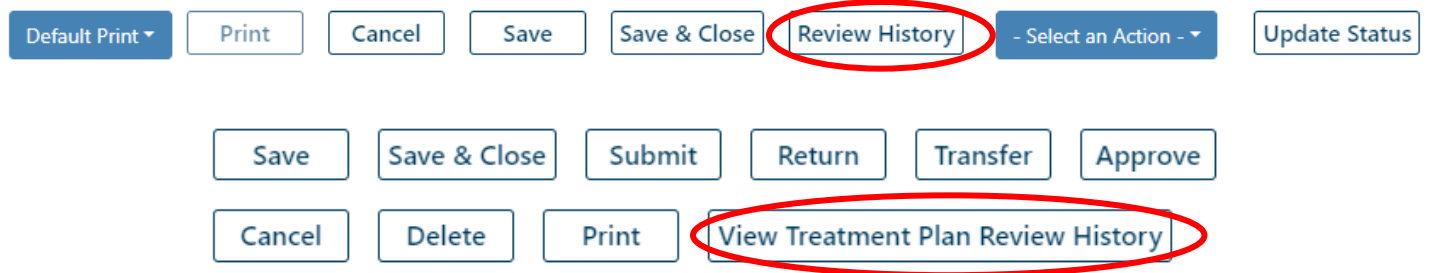 Default Print Print Cancel Save Save & Close Review History - Select an Action - Update Status
Save Save & Close Submit Return Transfer Approve
Cancel Delete Print View Treatment Plan Review History